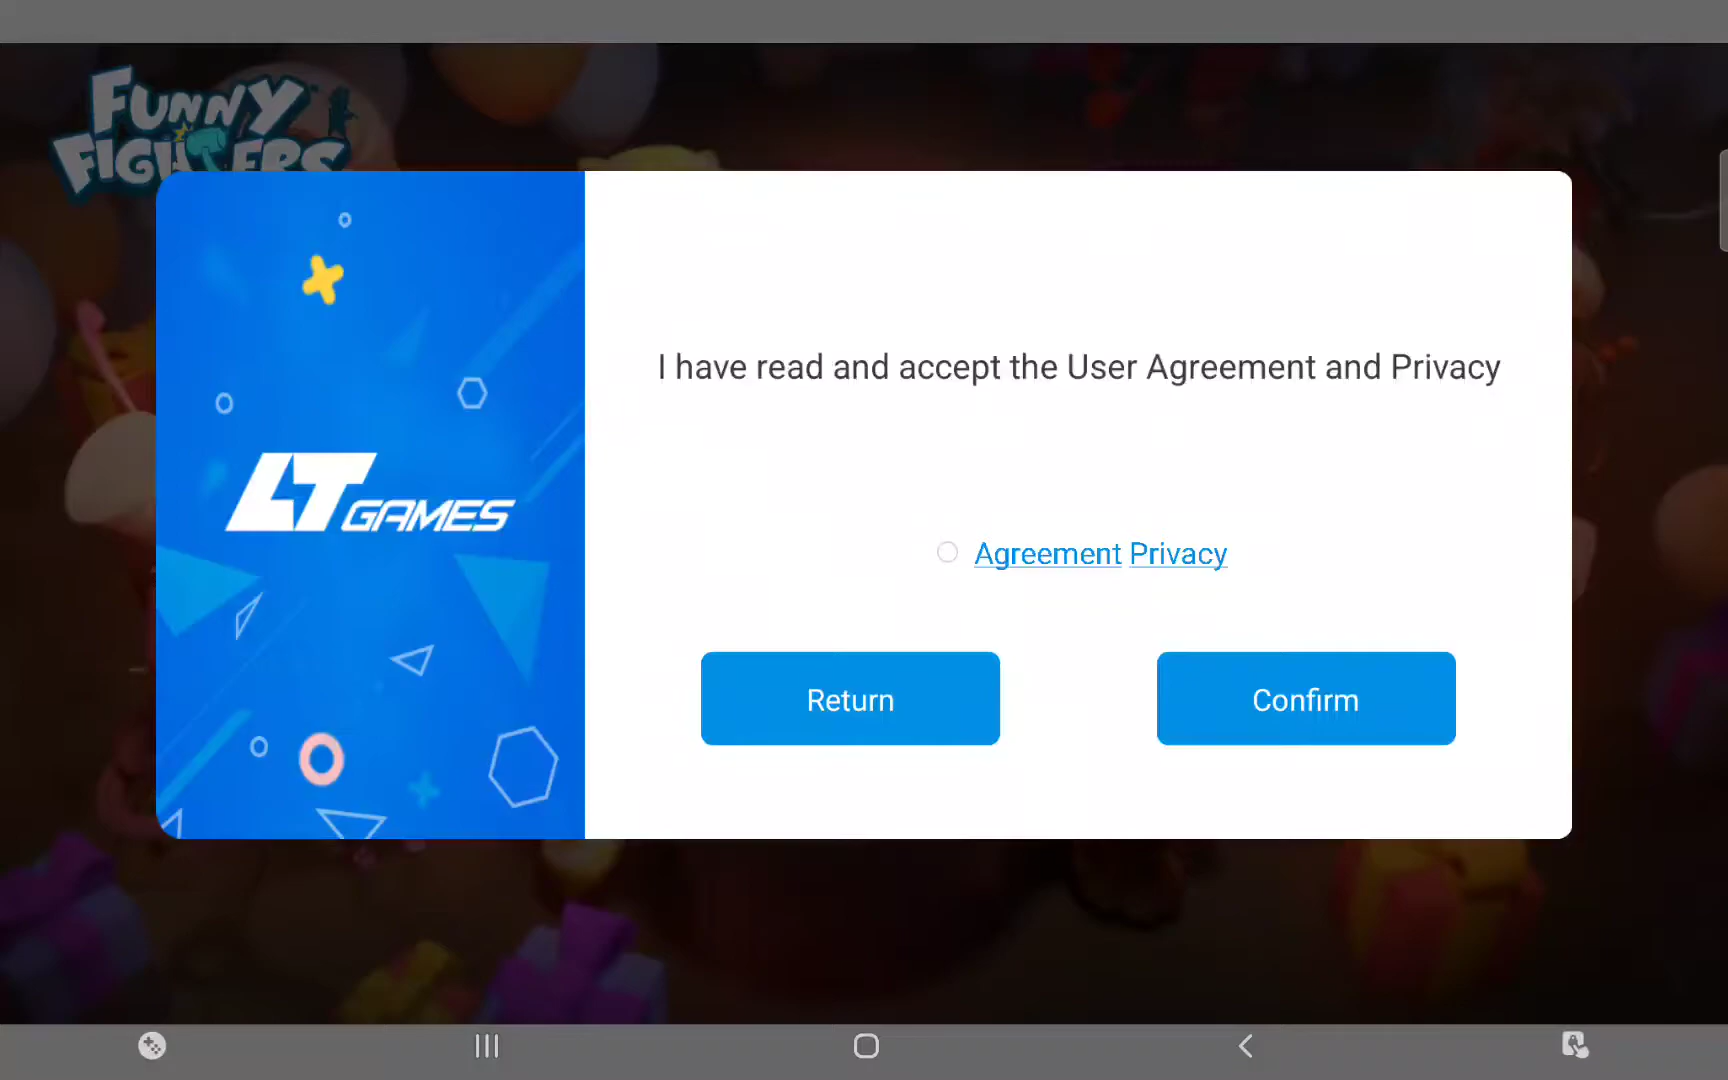 FUNNY
FIGHTERS
LT GAMES
I have read and accept the User Agreement and Privacy
Agreement Privacy
Return
Confirm